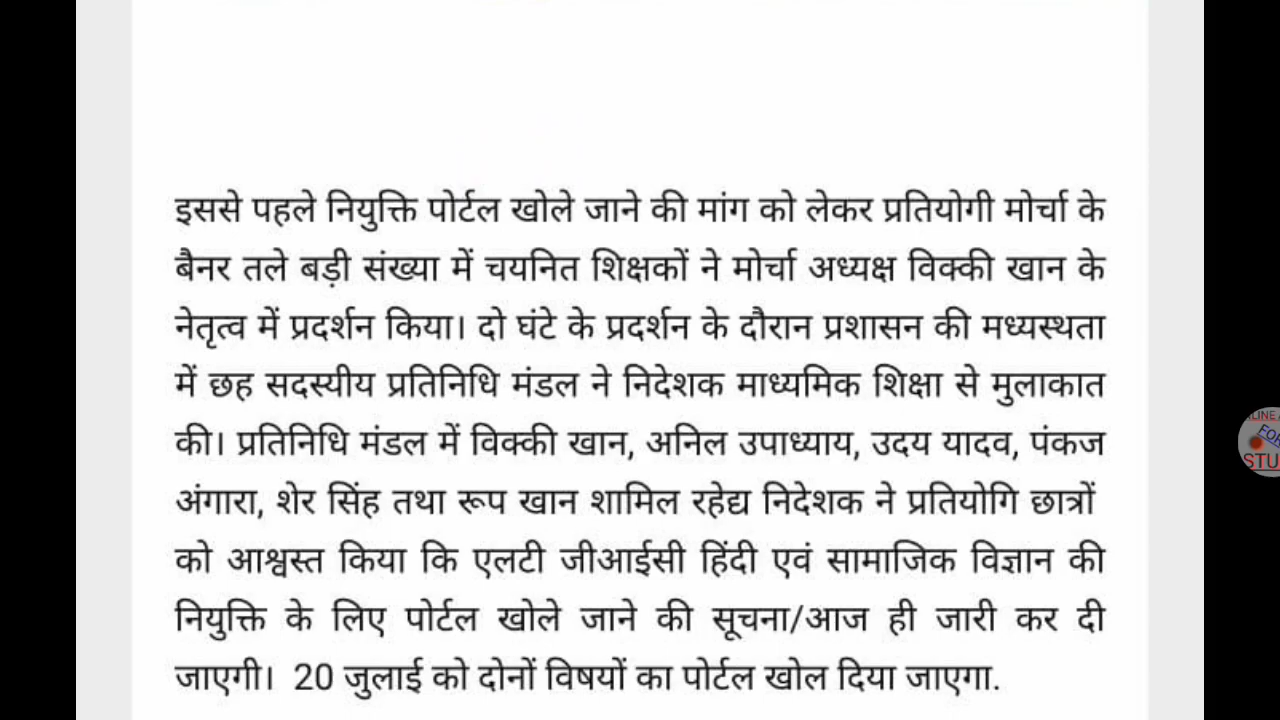 इससे पहले नियुक्ति पोर्टल खोले जाने की मांग को लेकर प्रतियोगी मोर्चा के
बैनर तले बड़ी संख्या में चयनित शिक्षकों ने मोर्चा अध्यक्ष विक्की खान के
नेतृत्व में प्रदर्शन किया। दो घंटे के प्रदर्शन के दौरान प्रशासन की मध्यस्थता
में छह सदस्यीय प्रतिनिधि मंडल ने निदेशक माध्यमिक शिक्षा से मुलाकात
की। प्रतिनिधि मंडल में विक्की खान, अनिल उपाध्याय, उदय यादव, पंकज
अंगारा, शेर सिंह तथा रूप खान शामिल रहेद्य निदेशक ने प्रतियोगि छात्रों
को आश्वस्त किया कि एलटी जीआईसी हिंदी एवं सामाजिक विज्ञान की
नियुक्ति के लिए पोर्टल खोले जाने की सूचना/आज ही जारी कर दी
जाएगी। 20 जुलाई को दोनों विषयों का पोर्टल खोल दिया जाएगा.